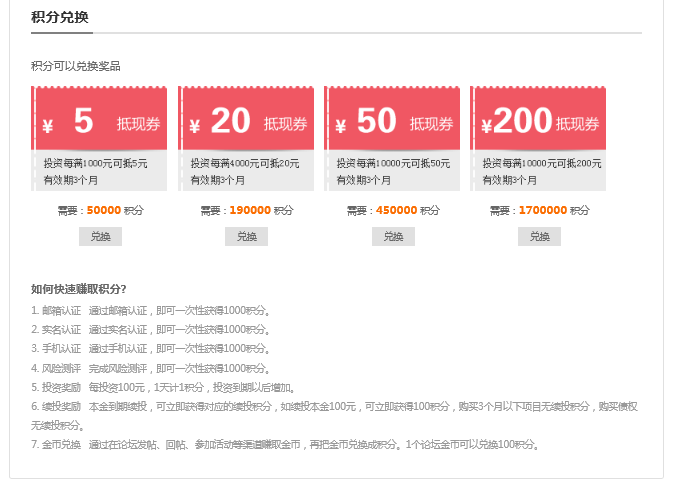 积分兑换
积分可以兑换奖品
¥ 5 抵现券
¥ 20 抵现券
¥ 50 抵现券
¥200 抵现券
投资每满1000元可抵5元
有效期3个月
投资每满4000元可抵20元
有效期3个月
投资每满10000元可抵50元
有效期3个月
投资每满10000元可抵200元
有效期3个月
需要：50000 积分
需要：190000 积分
需要：450000 积分
需要：1700000 积分
兑换
兑换
兑换
兑换
如何快速赚取积分?
1. 邮箱认证 通过邮箱认证，即可一次性获得1000积分。
2. 实名认证 通过实名认证，即可一次性获得1000积分。
3. 手机认证 通过手机认证，即可一次性获得1000积分。
4. 风险测评 完成风险测评，即可一次性获得1000积分。
5. 投资奖励 每投资100元，1天计1积分，投资到期以后增加。
6. 续投奖励 本金到期续投，可立即获得对应的续投积分，如续投本金100元，可立即获得100积分，购买3个月以下项目无续投积分，购买债权
无续投积分。
7. 金币兑换 通过在论坛发帖、回帖、参加活动等渠道赚取金币，再把金币兑换成积分。1个论坛金币可以兑换100积分。